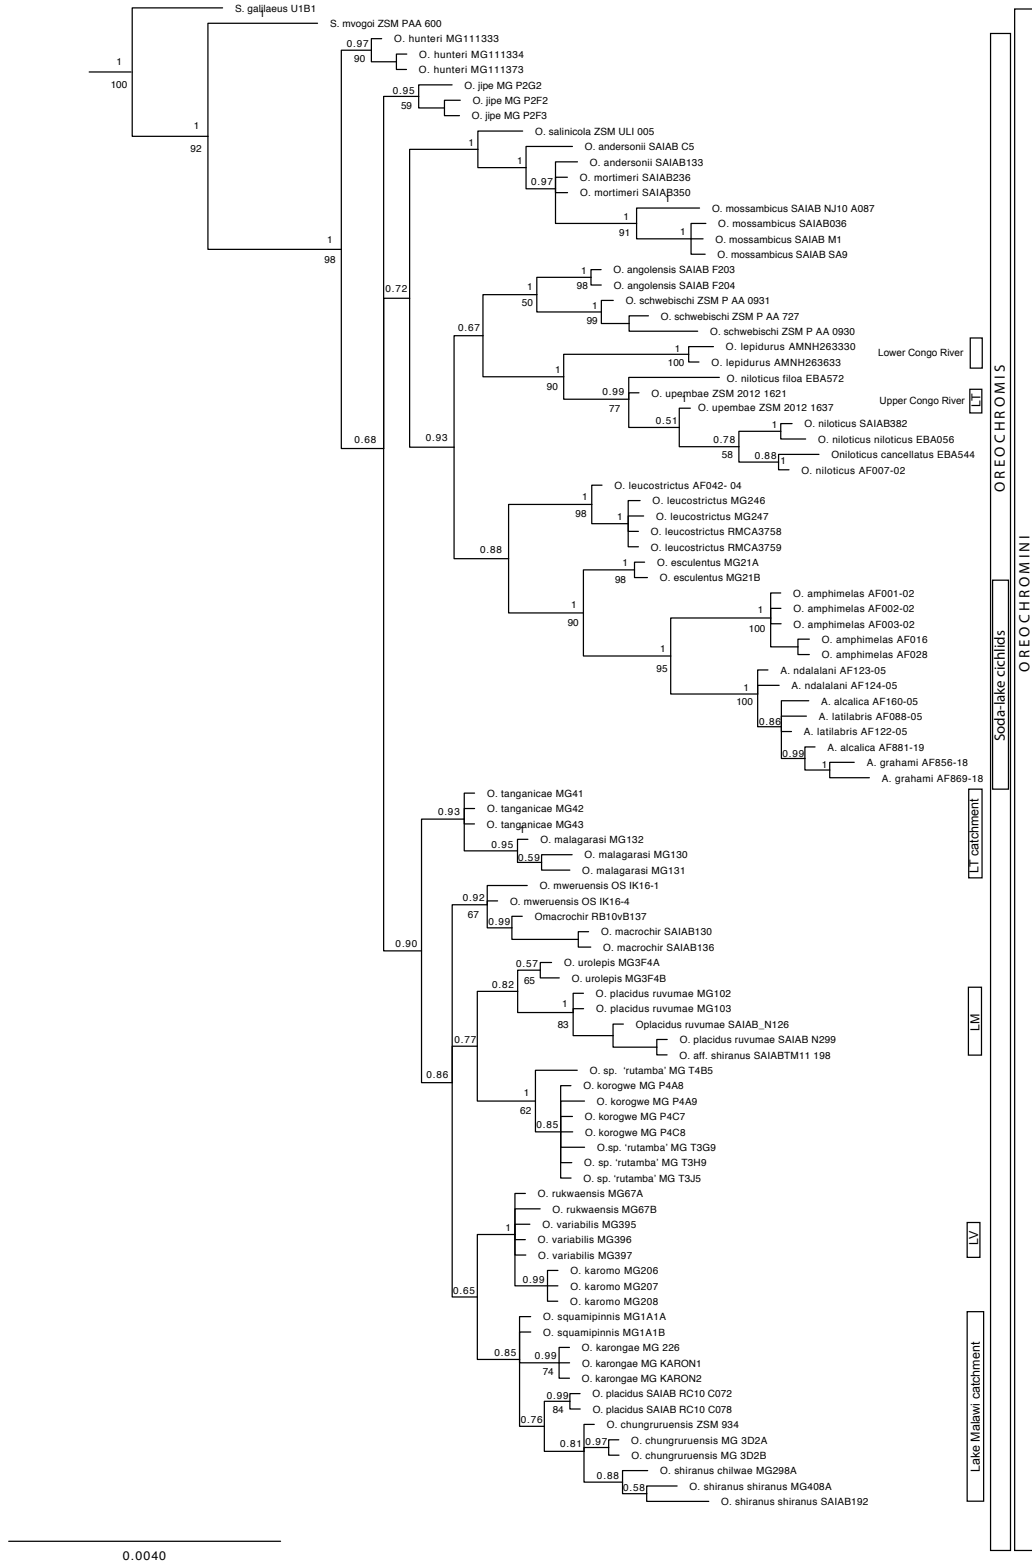 S. galilaeus U1B1
1
S. mvogoi ZSM PAA 600
O. hunteri MG111333
0.97
90
O. hunteri MG111334
1
100
O. hunteri MG111373
O. jipe MG P2G2
0.95
59
O. jipe MG P2F2
O. jipe MG P2F3
1
92
O. salinicola ZSM ULI 005
1
O. andersonii SAIAB C5
1
O. andersonii SAIAB133
O. mortimeri SAIAB236
0.97
O. mortimeri SAIAB350
1
O. mossambicus SAIAB NJ10 A087
1
91
O. mossambicus SAIAB036
1
O. mossambicus SAIAB M1
O. mossambicus SAIAB SA9
1
98
O. angolensis SAIAB F203
1
98
O. angolensis SAIAB F204
0.72
1
50
O. schwebischi ZSM P AA 0931
1
99
O. schwebischi ZSM P AA 727
0.67
O. schwebischi ZSM P AA 0930
O. lepidurus AMNH263330
1
100
Lower Congo River
O. lepidurus AMNH263633
1
90
O. niloticus filoa EBA572
0.99
77
O. upembae ZSM 2012 1621
1
Upper Congo River
LT
O. upembae ZSM 2012 1637
0.51
O. niloticus SAIAB382
1
O. niloticus niloticus EBA056
0.78
58
0.68
0.93
Oniloticus cancellatus EBA544
0.88
1
O. niloticus AF007-02
O. leucostrictus AF042- 04
1
98
O. leucostrictus MG246
1
O. leucostrictus MG247
O. leucostrictus RMCA3758
O. leucostrictus RMCA3759
0.88
O. esculentus MG21A
1
98
O. esculentus MG21B
O. amphimelas AF001-02
1
90
O. amphimelas AF002-02
1
100
O. amphimelas AF003-02
O. amphimelas AF016
O. amphimelas AF028
1
95
A. ndalalani AF123-05
A. ndalalani AF124-05
1
100
A. alcalica AF160-05
A. latilabris AF088-05
0.86
A. latilabris AF122-05
A. alcalica AF881-19
0.99
A. grahami AF856-18
1
A. grahami AF869-18
O. tanganicae MG41
O. tanganicae MG42
0.93
O. tanganicae MG43
1
O. malagarasi MG132
0.95
O. malagarasi MG130
0.59
O. malagarasi MG131
LT catchment
O. mweruensis OS IK16-1
0.92
67
O. mweruensis OS IK16-4
Omacrochir RB10vB137
0.99
O. macrochir SAIAB130
O. macrochir SAIAB136
0.90
O. urolepis MG3F4A
0.57
65
O. urolepis MG3F4B
0.82
O. placidus ruvumae MG102
1
83
O. placidus ruvumae MG103
Oplacidus ruvumae SAIAB_N126
O. placidus ruvumae SAIAB N299
O. aff. shiranus SAIABTM11 198
LM
0.77
O. sp. ‘rutamba’ MG T4B5
0.86
O. korogwe MG P4A8
1
62
O. korogwe MG P4A9
O. korogwe MG P4C7
0.85
O. korogwe MG P4C8
O.sp. ‘rutamba’ MG T3G9
O. sp. ‘rutamba’ MG T3H9
O. sp. ‘rutamba’ MG T3J5
O. rukwaensis MG67A
O. rukwaensis MG67B
1
O. variabilis MG395
O. variabilis MG396
O. variabilis MG397
LV
O. karomo MG206
0.99
O. karomo MG207
O. karomo MG208
0.65
O. squamipinnis MG1A1A
O. squamipinnis MG1A1B
0.85
O. karongae MG 226
0.99
74
O. karongae MG KARON1
O. karongae MG KARON2
O. placidus SAIAB RC10 C072
0.99
84
O. placidus SAIAB RC10 C078
0.76
O. chungruruensis ZSM 934
O. chungruruensis MG 3D2A
0.81
0.97
O. chungruruensis MG 3D2B
O. shiranus chilwae MG298A
0.88
O. shiranus shiranus MG408A
0.58
O. shiranus shiranus SAIAB192
Lake Malawi catchment
Soda-lake cichlids
OREOCHROMIS
OREOCHROMINI
0.0040